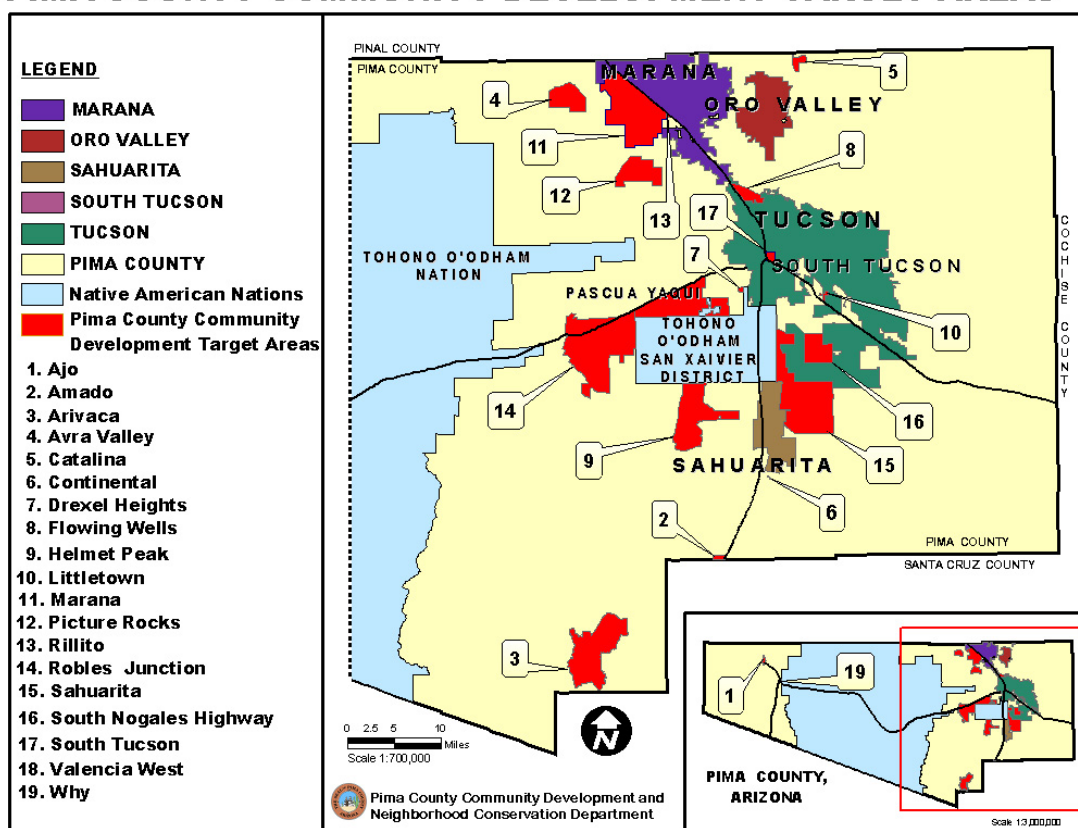 LEGEND
MARANA
ORO VALLEY
SAHUARITA
SOUTH TUCSON
TUCSON
PIMA COUNTY
Native American Nations
Pima County Community
Development Target Areas
1. Ajo
2. Amado
3. Arivaca
4. Avra Valley
5. Catalina
6. Continental
7. Drexel Heights
8. Flowing Wells
9. Helmet Peak
10. Littletown
11. Marana
12. Picture Rocks
13. Rillito
14. Robles Junction
15. Sahuarita
16. South Nogales Highway
17. South Tucson
18. Valencia West
19. Why
PINAL COUNTY
PIMA COUNTY
MARANA
ORO VALLEY
5
4
11
8
12
13
17
TUCSON
TOHONO O'ODHAM
NATION
7
SOUTH TUCSON
COCHISE COUNTY
PASCUA YAQUI
10
TOHONO
O'ODHAM
SAN XAIVIER
DISTRICT
14
16
9
15
SAHUARITA
6
2
PIMA COUNTY
SANTA CRUZ COUNTY
3
0 2.5 5 10
Miles
Scale 1:700,000
N
Pima County Community Development and
Neighborhood Conservation Department
1
19
PIMA COUNTY,
ARIZONA
Scale 1:3,000,000